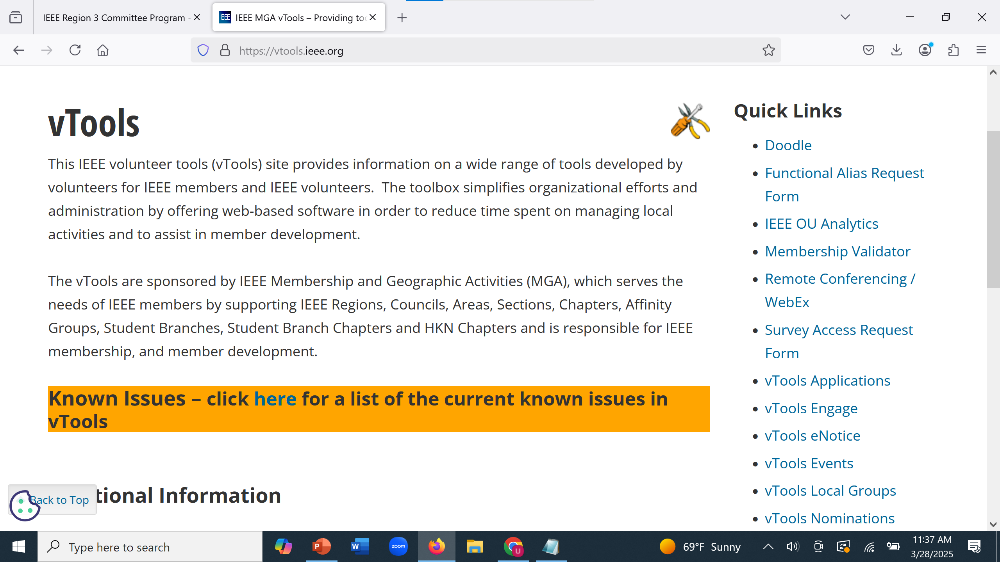 IEEE Region 3 Committee Program -
IEEE IEEE MGA vTools – Providing too
https://vtools.ieee.org
vTools
This IEEE volunteer tools (vTools) site provides information on a wide range of tools developed by
volunteers for IEEE members and IEEE volunteers.  The toolbox simplifies organizational efforts and
administration by offering web-based software in order to reduce time spent on managing local
activities and to assist in member development.
The vTools are sponsored by IEEE Membership and Geographic Activities (MGA), which serves the
needs of IEEE members by supporting IEEE Regions, Councils, Areas, Sections, Chapters, Affinity
Groups, Student Branches, Student Branch Chapters and HKN Chapters and is responsible for IEEE
membership, and member development.
Known Issues – click here for a list of the current known issues in
vTools
tional Information
Back to Top
Quick Links
• Doodle
• Functional Alias Request
Form
• IEEE OU Analytics
• Membership Validator
• Remote Conferencing /
WebEx
• Survey Access Request
Form
• vTools Applications
• vTools Engage
• vTools eNotice
• vTools Events
• vTools Local Groups
• vTools Nominations
Type here to search
P
W
zoom
U
69°F Sunny
11:37 AM
3/28/2025